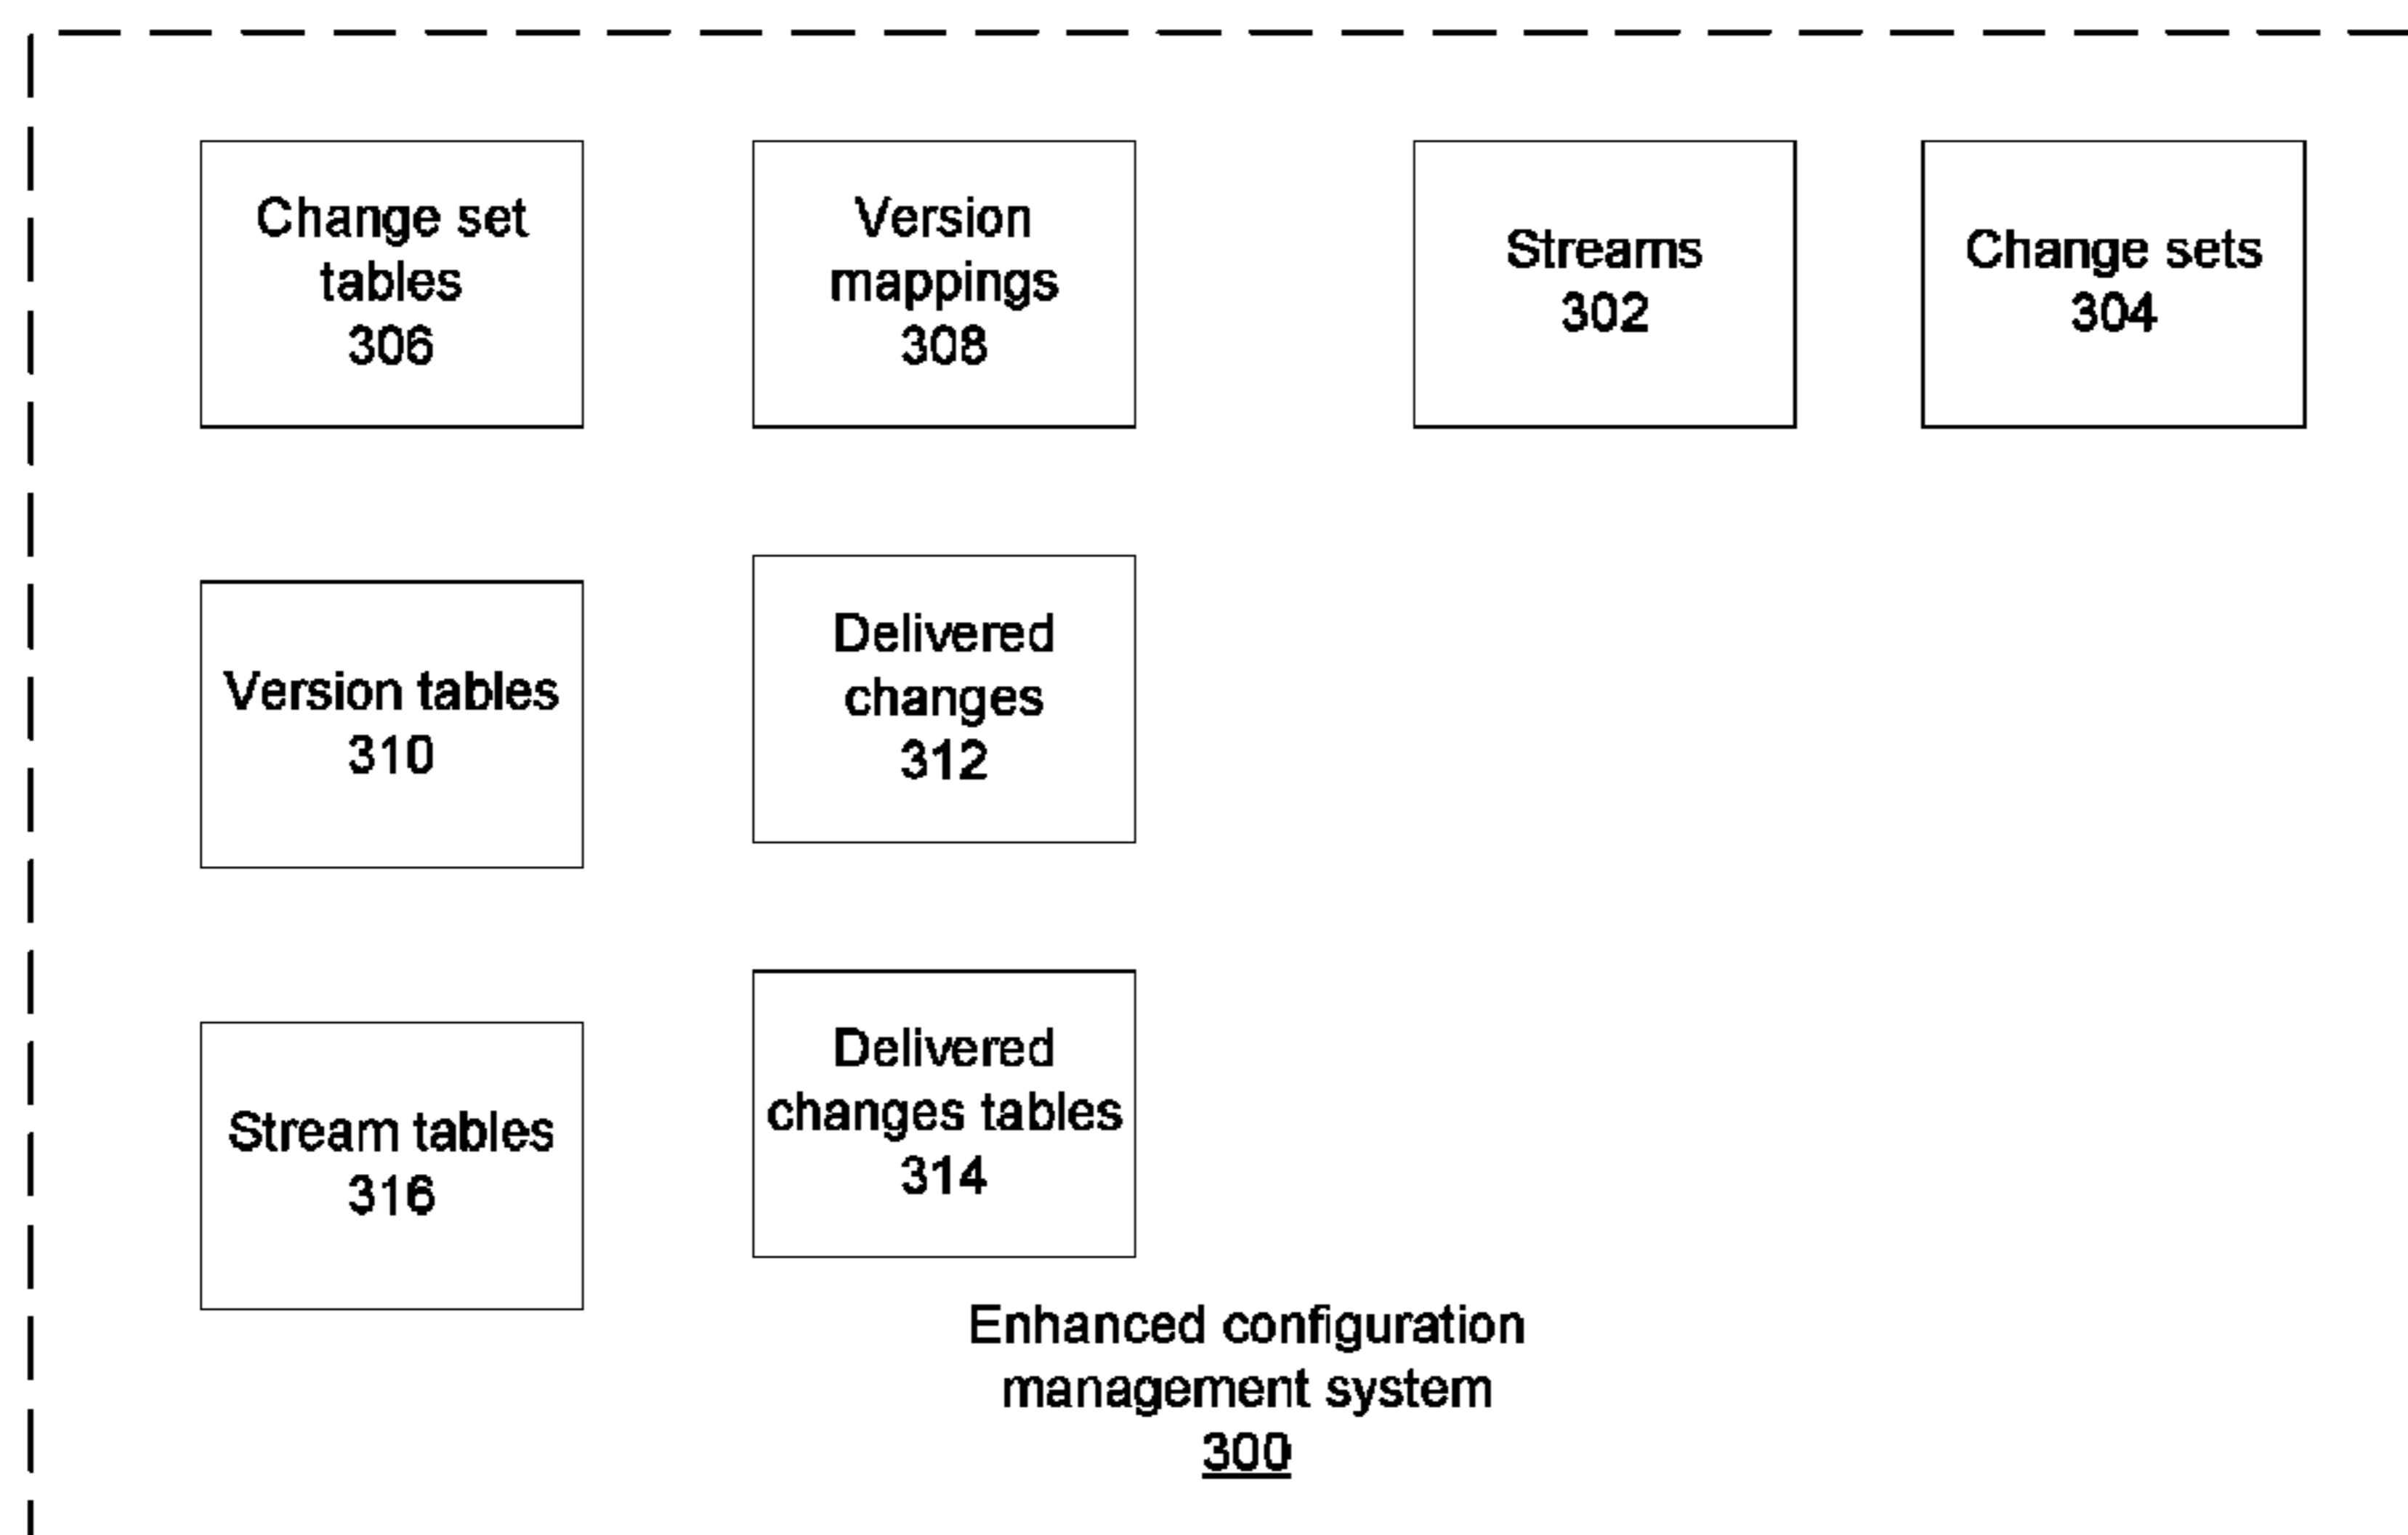 Change set
tables
306
Version
mappings
308
Streams
302
Change sets
304
Version tables
310
Delivered
changes
312
Stream tables
316
Delivered
changes tables
314
Enhanced configuration
management system
300